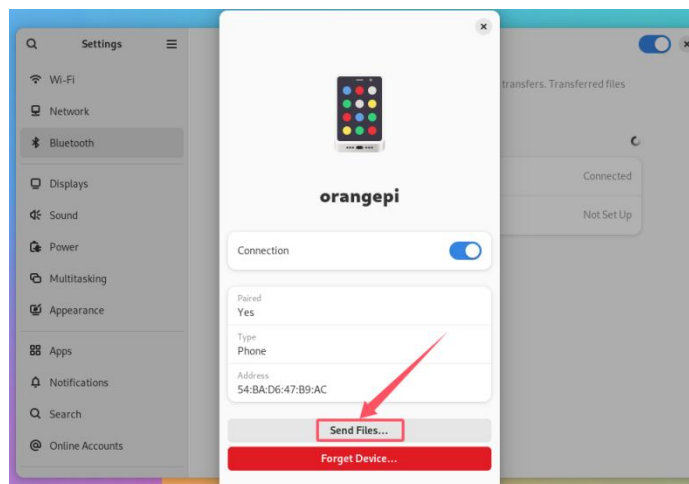 Settings
Wi-Fi
Network
Bluetooth
Displays
Sound
Power
Multitasking
Appearance
Apps
Notifications
Search
Online Accounts
transfers. Transferred files
Connected
Not Set Up
orangepi
Connection
Paired
Yes
Type
Phone
Address
54:BA:D6:47:B9:AC
Send Files...
Forget Device...